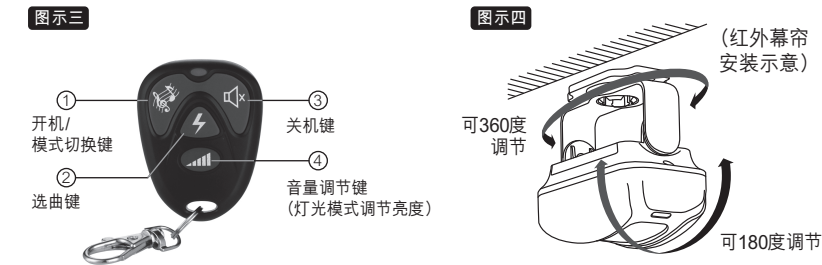 图示三
①
开机/
模式切换键
②
选曲键
③
关机键
④
音量调节键
（灯光模式调节亮度）
图示四
（红外幕帘
安装示意）
可360度
调节
可180度调节